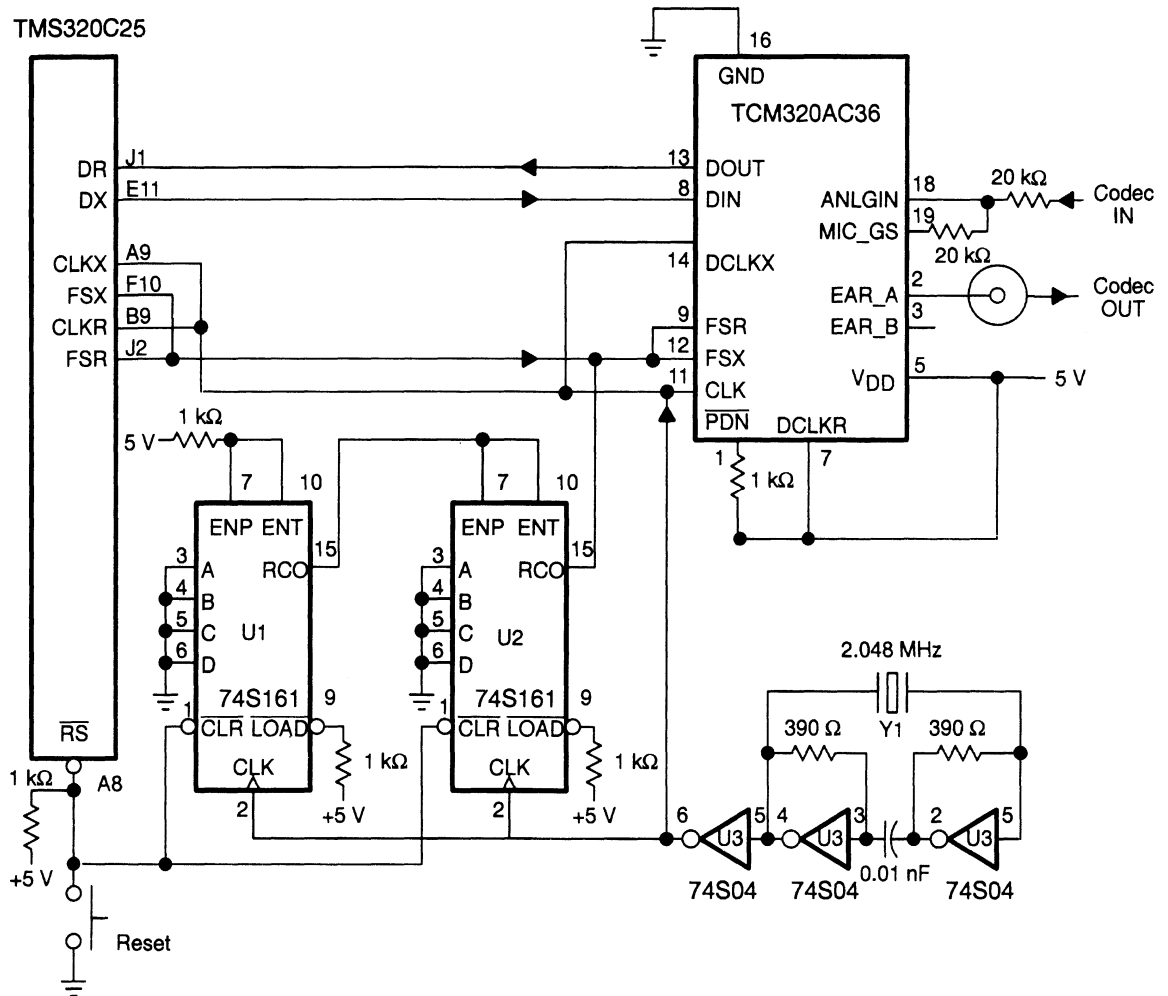 TMS320C25
DR J1
DX E11
CLKX A9
FSX F10
CLKR B9
FSR J2
RS
A8
1 kΩ
+5 V
Reset
16
GND
TCM320AC36
13 DOUT
8 DIN
14 DCLKX
9 FSR
12 FSX
11 CLK
PDN
DCLKR
1
7
1 kΩ
ANLGIN 18
MIC_GS 19
20 kΩ
20 kΩ
Codec
IN
EAR_A 2
EAR_B 3
Codec
OUT
VDD 5
5 V
5 V
1 kΩ
7 10
ENP ENT
15
RCO
3 A
4 B
5 C
6 D
U1
74S161
1
CLR LOAD
9
CLK
2
1 kΩ
+5 V
7 10
ENP ENT
15
RCO
3 A
4 B
5 C
6 D
U2
74S161
1
CLR LOAD
9
CLK
2
1 kΩ
+5 V
2.048 MHz
Y1
390 Ω
390 Ω
6 U3 5
4 U3 3
2 U3 5
0.01 nF
74S04
74S04
74S04